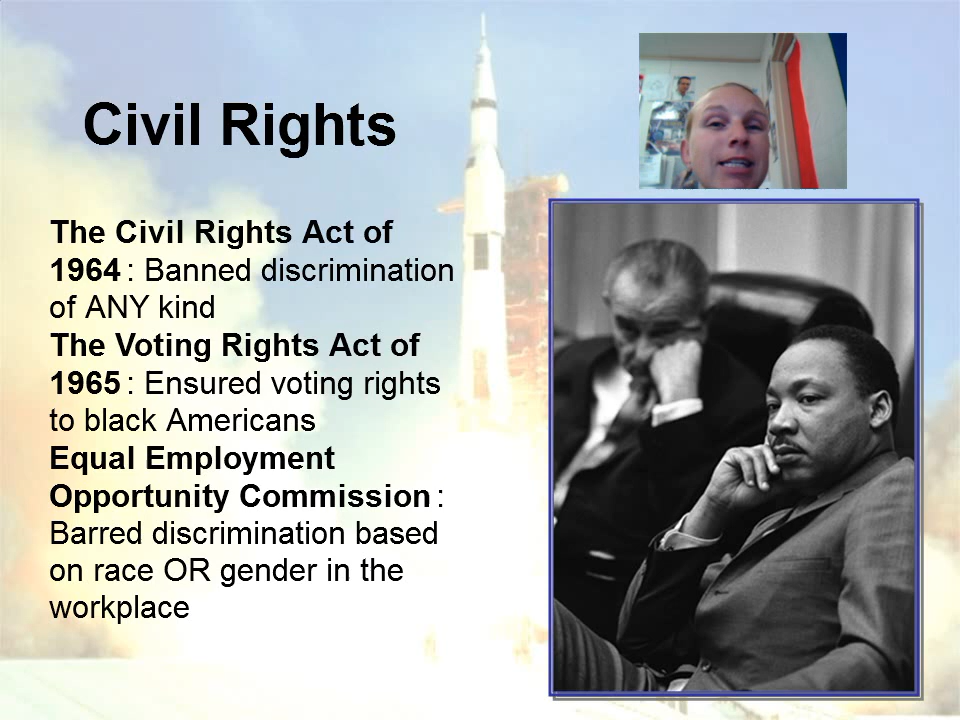 Civil Rights
The Civil Rights Act of
1964 : Banned discrimination
of ANY kind
The Voting Rights Act of
1965 : Ensured voting rights
to black Americans
Equal Employment
Opportunity Commission :
Barred discrimination based
on race OR gender in the
workplace